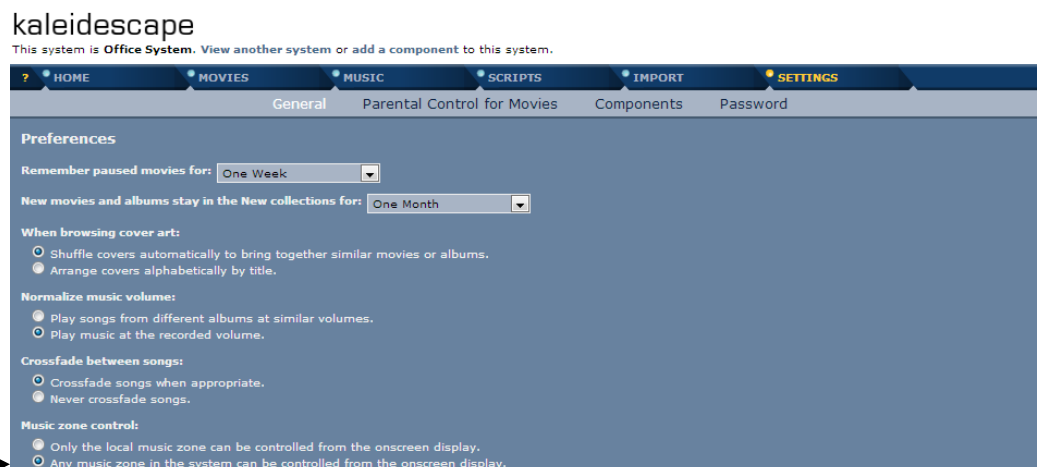 kaleidescape
This system is Office System. View another system or add a component to this system.
? HOME MOVIES MUSIC SCRIPTS IMPORT SETTINGS
General Parental Control for Movies Components Password
Preferences
Remember paused movies for: One Week
New movies and albums stay in the New collections for: One Month
When browsing cover art:
Shuffle covers automatically to bring together similar movies or albums.
Arrange covers alphabetically by title.
Normalize music volume:
Play songs from different albums at similar volumes.
Play music at the recorded volume.
Crossfade between songs:
Crossfade songs when appropriate.
Never crossfade songs.
Music zone control:
Only the local music zone can be controlled from the onscreen display.
Any music zone in the system can be controlled from the onscreen display.